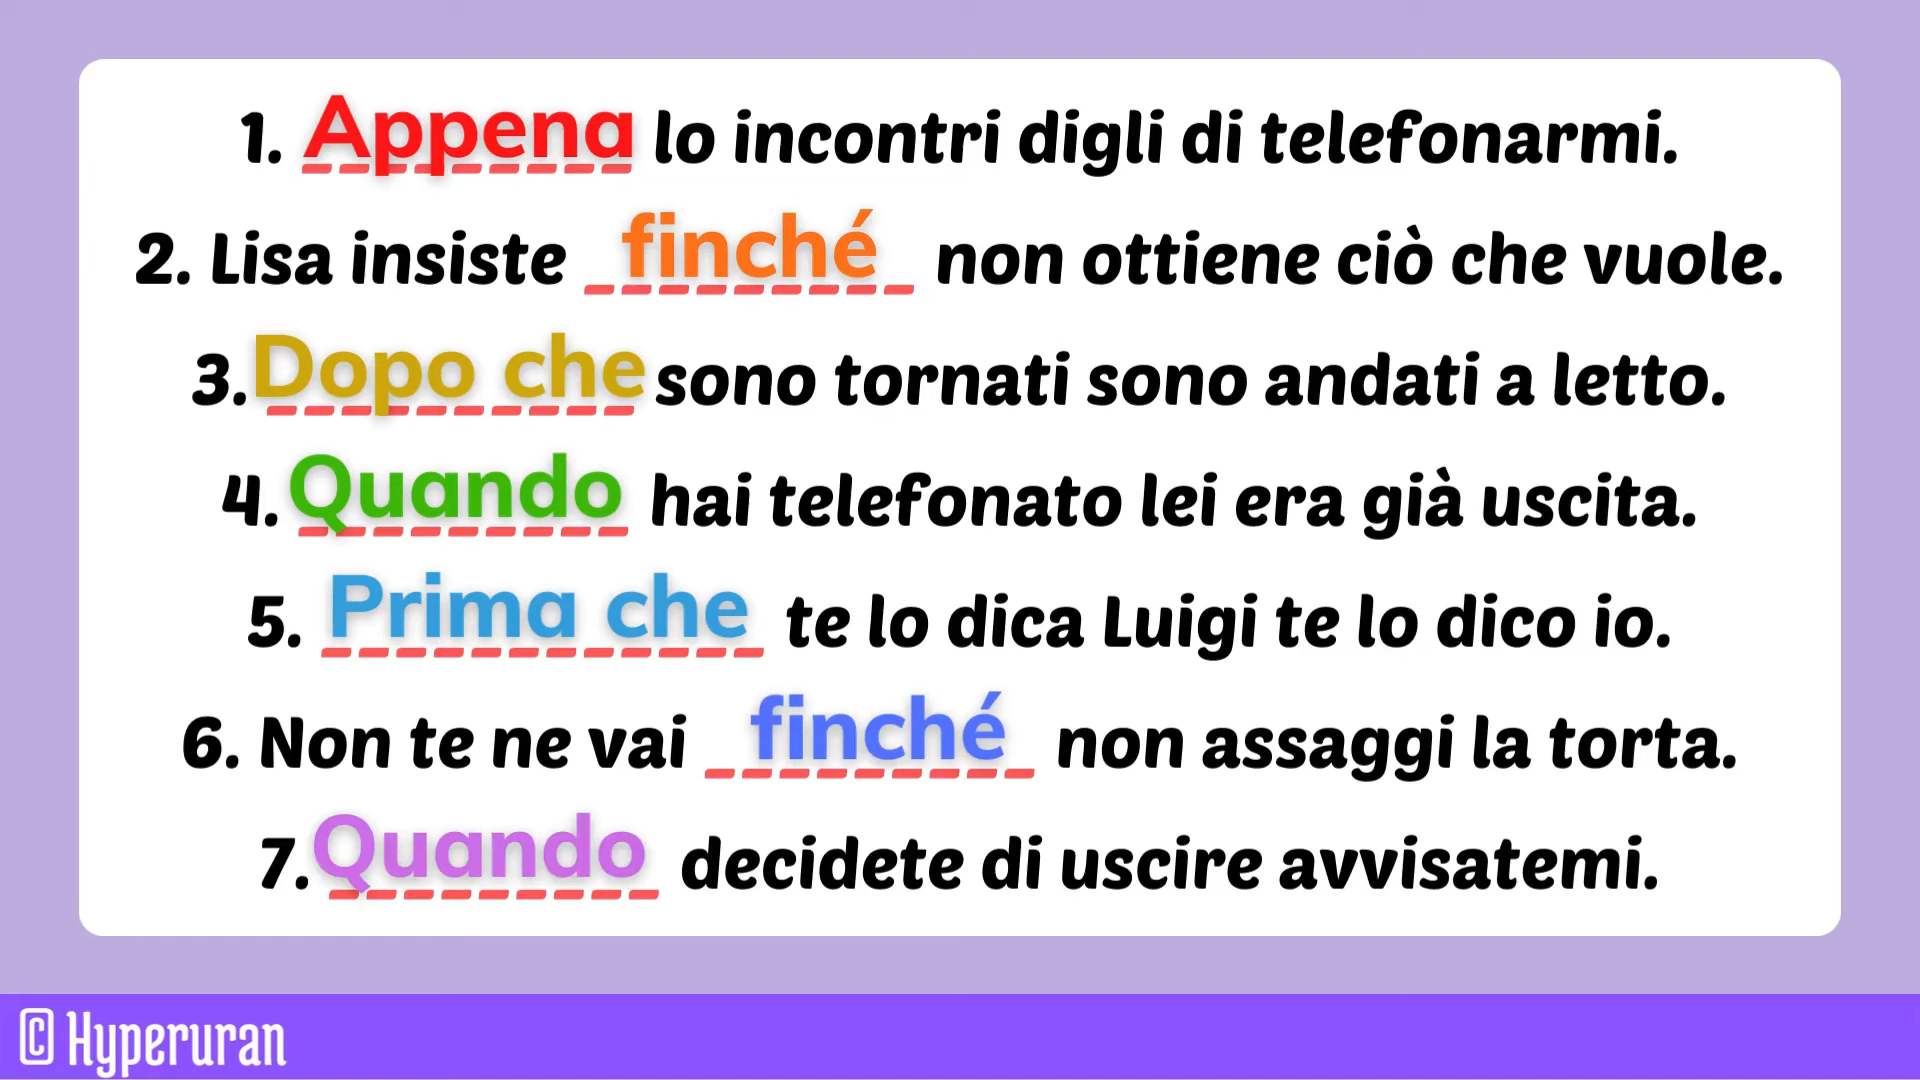 1. Appena lo incontri digli di telefonarmi.
2. Lisa insiste finché non ottiene ciò che vuole.
3. Dopo che sono tornati sono andati a letto.
4. Quando hai telefonato lei era già uscita.
5. Prima che te lo dica Luigi te lo dico io.
6. Non te ne vai finché non assaggi la torta.
7. Quando decidete di uscire avvisatemi.
© Hyperuran